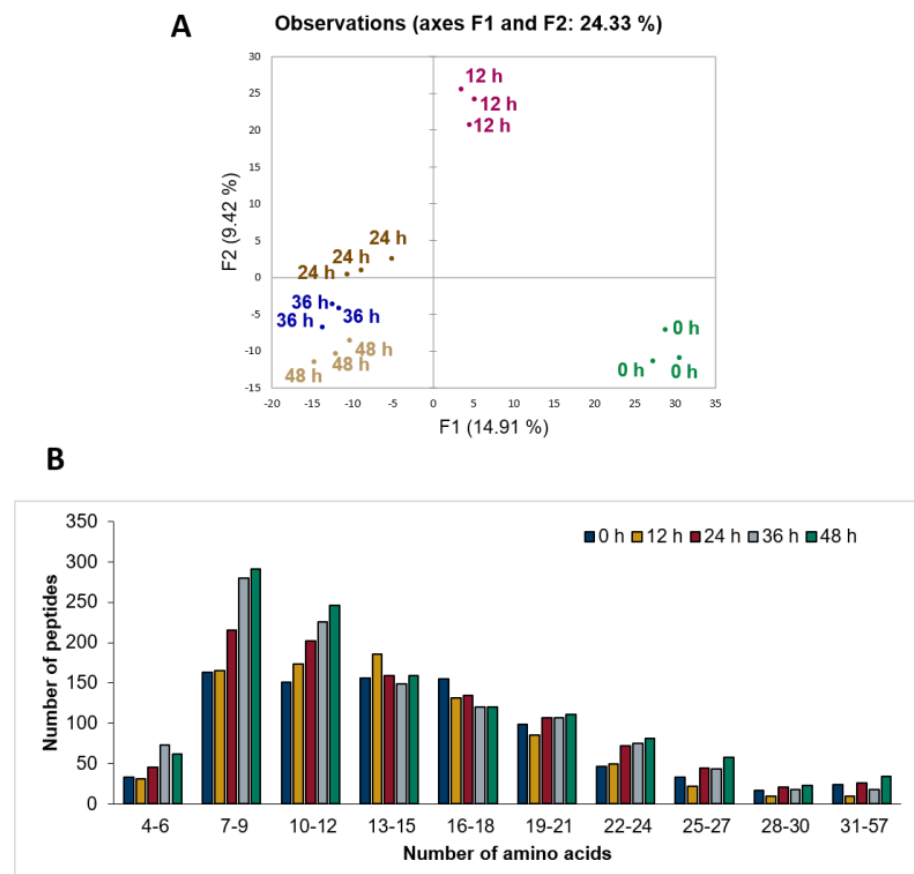 A
Observations (axes F1 and F2: 24.33 %)
30
25
20
15
10
5
0
-5
-10
-15
F2 (9.42 %)
12 h
12 h
12 h
24 h
24 h
24 h
36 h
36 h
36 h
48 h
48 h
48 h
0 h
0 h
0 h
-20 -15 -10 -5 0 5 10 15 20 25 30 35
F1 (14.91 %)
B
350
300
250
200
150
100
50
0
Number of peptides
0 h 12 h 24 h 36 h 48 h
4-6 7-9 10-12 13-15 16-18 19-21 22-24 25-27 28-30 31-57
Number of amino acids